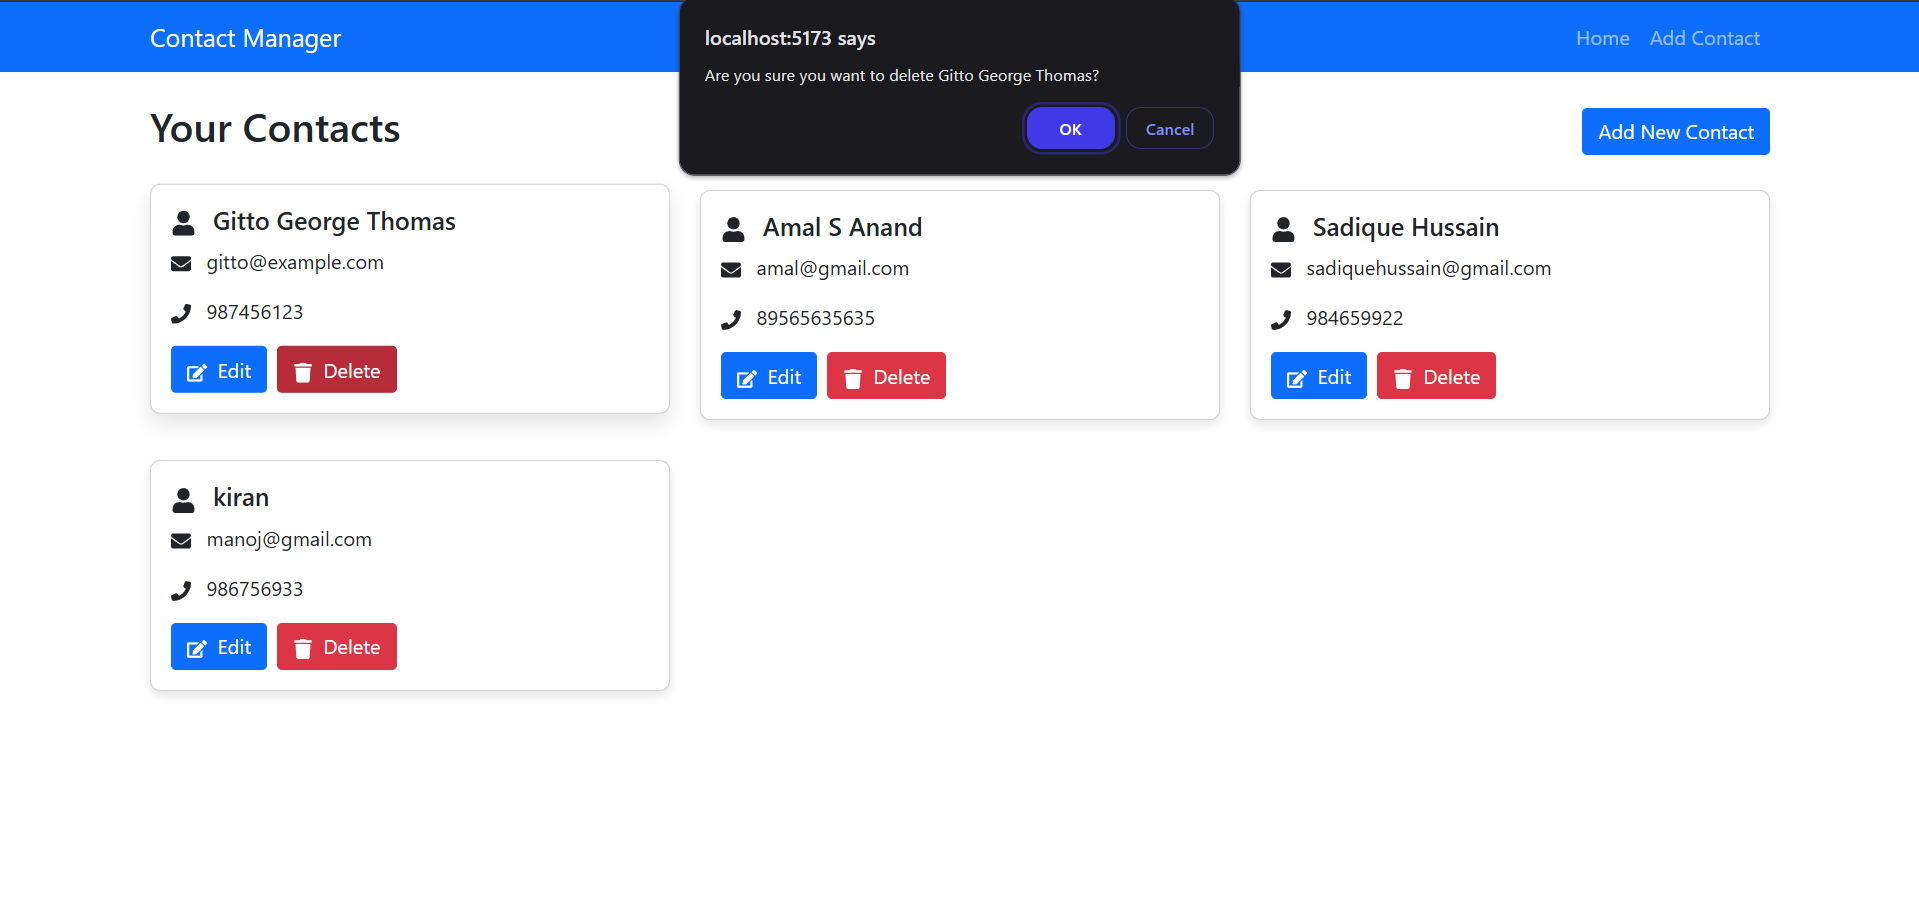 Contact Manager
localhost:5173 says
Are you sure you want to delete Gitto George Thomas?
OK Cancel
Home Add Contact
Your Contacts
Add New Contact
Gitto George Thomas
gitto@example.com
987456123
Edit Delete
Amal S Anand
amal@gmail.com
89565635635
Edit Delete
Sadique Hussain
sadiquehussain@gmail.com
984659922
Edit Delete
kiran
manoj@gmail.com
986756933
Edit Delete